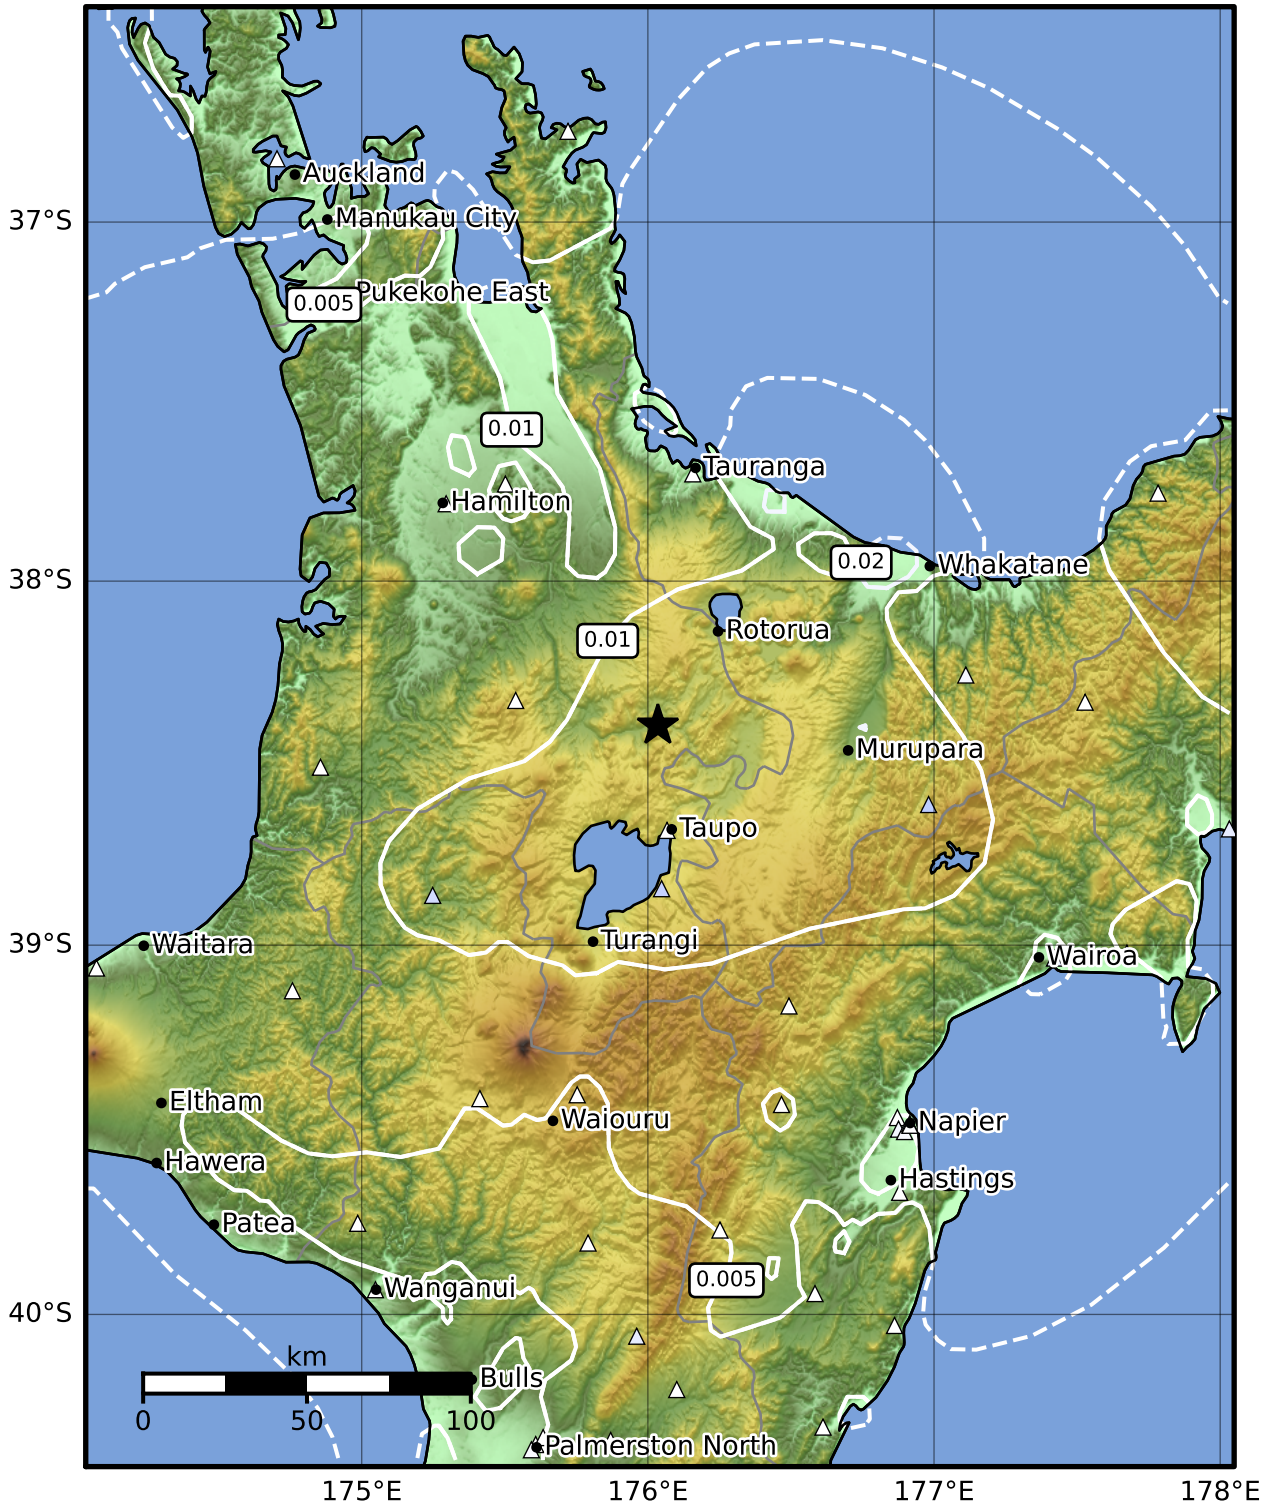 Auckland
37°S
Manukau City
Pukekohe East
0.005
0.01
Tauranga
Hamilton
0.02
Whakatane
38°S
Rotorua
0.01
Murupara
Taupo
Turangi
39°S
Waitara
Wairoa
Eltham
Waiouru
Napier
Hawera
Hastings
Patea
0.005
Wanganui
40°S
km
Bulls
0
50
100
Palmerston North
175°E
176°E
177°E
178°E